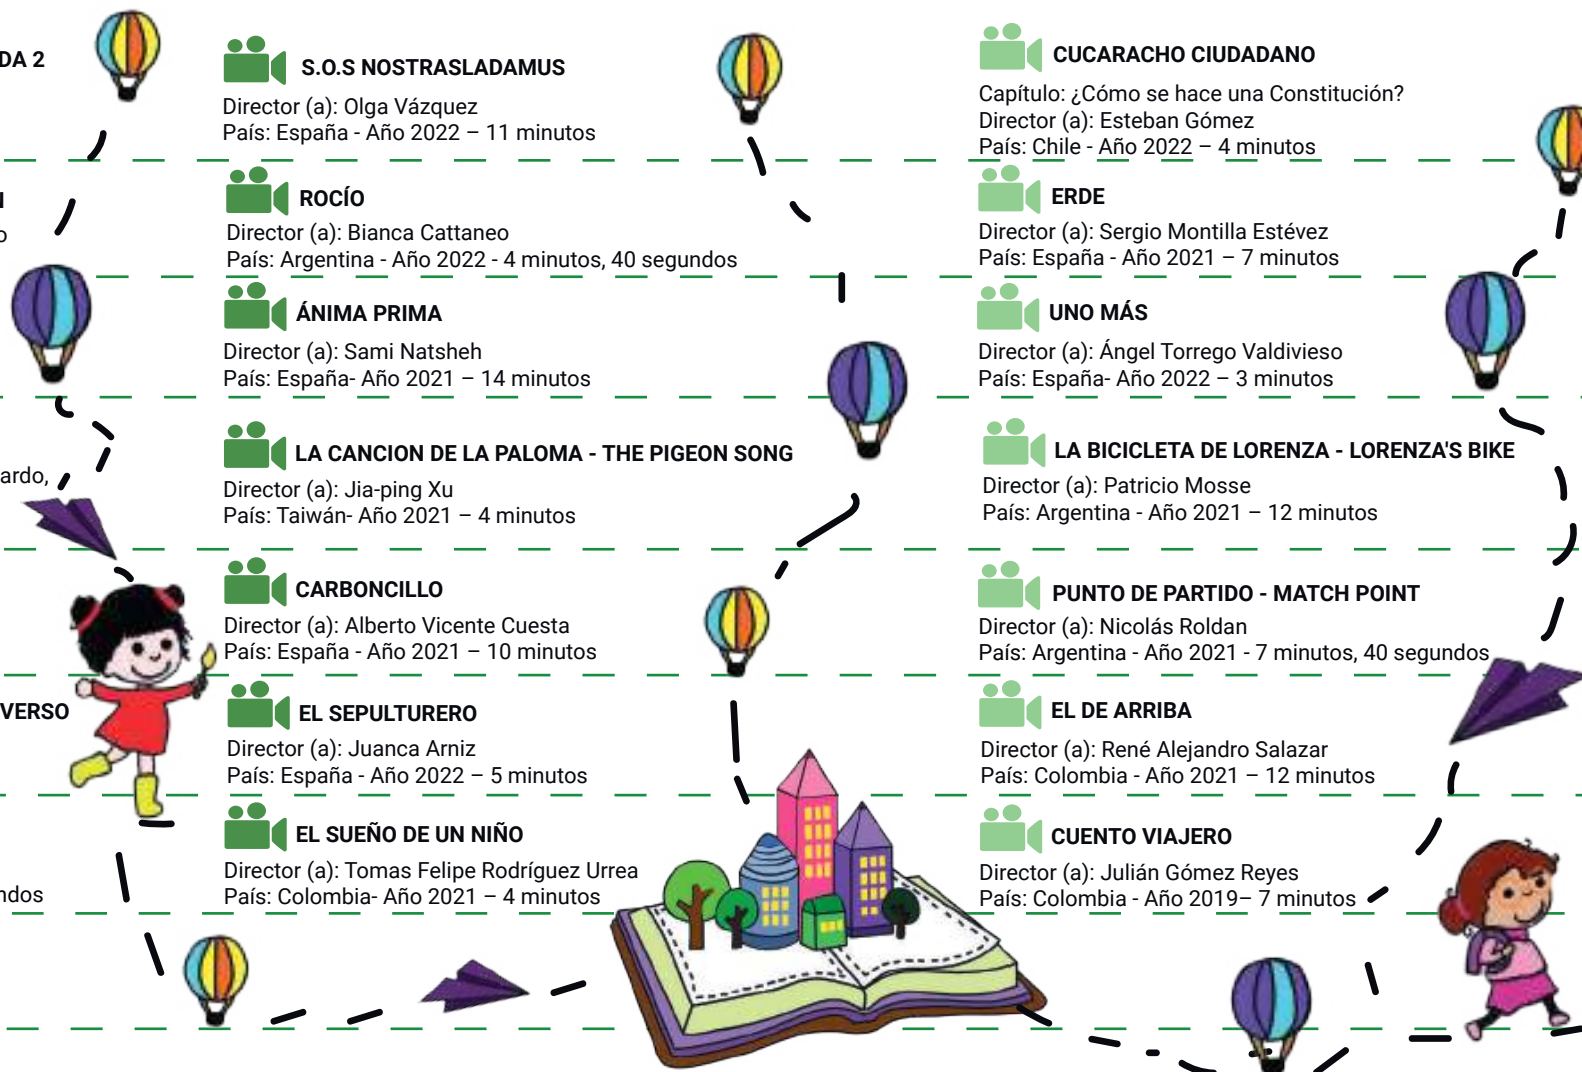 DA 2
N
o
ardo,
VERSO
ndos
S.O.S NOSTRASLADAMUS
Director (a): Olga Vázquez
País: España - Año 2022 – 11 minutos
ROCÍO
Director (a): Bianca Cattaneo
País: Argentina - Año 2022 - 4 minutos, 40 segundos
ÁNIMA PRIMA
Director (a): Sami Natsheh
País: España- Año 2021 – 14 minutos
LA CANCION DE LA PALOMA - THE PIGEON SONG
Director (a): Jia-ping Xu
País: Taiwán- Año 2021 – 4 minutos
CARBONCILLO
Director (a): Alberto Vicente Cuesta
País: España - Año 2021 – 10 minutos
EL SEPULTURERO
Director (a): Juanca Arniz
País: España - Año 2022 – 5 minutos
EL SUEÑO DE UN NIÑO
Director (a): Tomas Felipe Rodríguez Urrea
País: Colombia- Año 2021 – 4 minutos
CUCARACHO CIUDADANO
Capítulo: ¿Cómo se hace una Constitución?
Director (a): Esteban Gómez
País: Chile - Año 2022 – 4 minutos
ERDE
Director (a): Sergio Montilla Estévez
País: España - Año 2021 – 7 minutos
UNO MÁS
Director (a): Ángel Torrego Valdivieso
País: España- Año 2022 – 3 minutos
LA BICICLETA DE LORENZA - LORENZA'S BIKE
Director (a): Patricio Mosse
País: Argentina - Año 2021 – 12 minutos
PUNTO DE PARTIDO - MATCH POINT
Director (a): Nicolás Roldan
País: Argentina - Año 2021 - 7 minutos, 40 segundos
EL DE ARRIBA
Director (a): René Alejandro Salazar
País: Colombia - Año 2021 – 12 minutos
CUENTO VIAJERO
Director (a): Julián Gómez Reyes
País: Colombia - Año 2019– 7 minutos